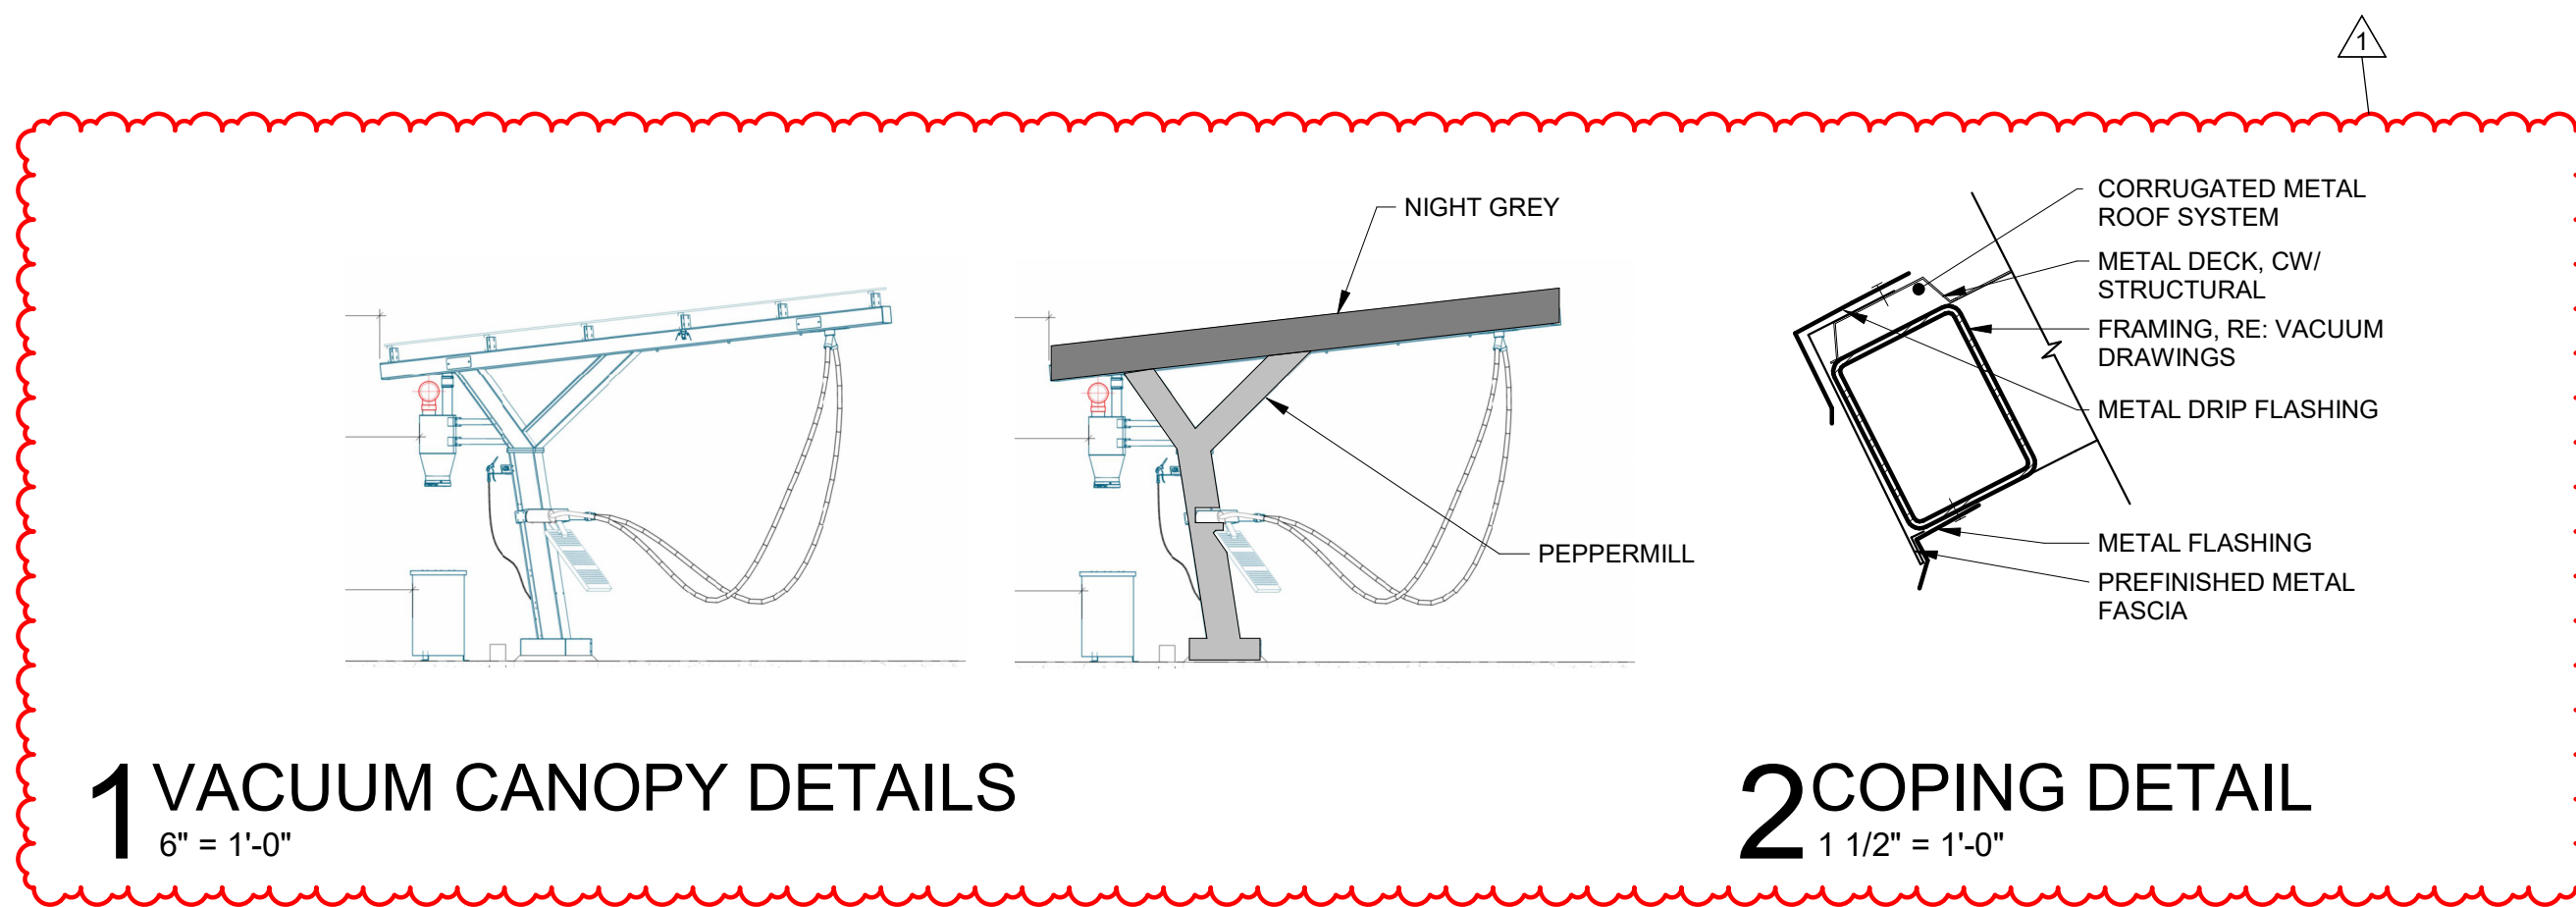 1
NIGHT GREY
PEPPERMILL
CORRUGATED METAL
ROOF SYSTEM
METAL DECK, CW/
STRUCTURAL
FRAMING, RE: VACUUM
DRAWINGS
METAL DRIP FLASHING
METAL FLASHING
PREFINISHED METAL
FASCIA
1 VACUUM CANOPY DETAILS
6" = 1'-0"
2 COPING DETAIL
1 1/2" = 1'-0"